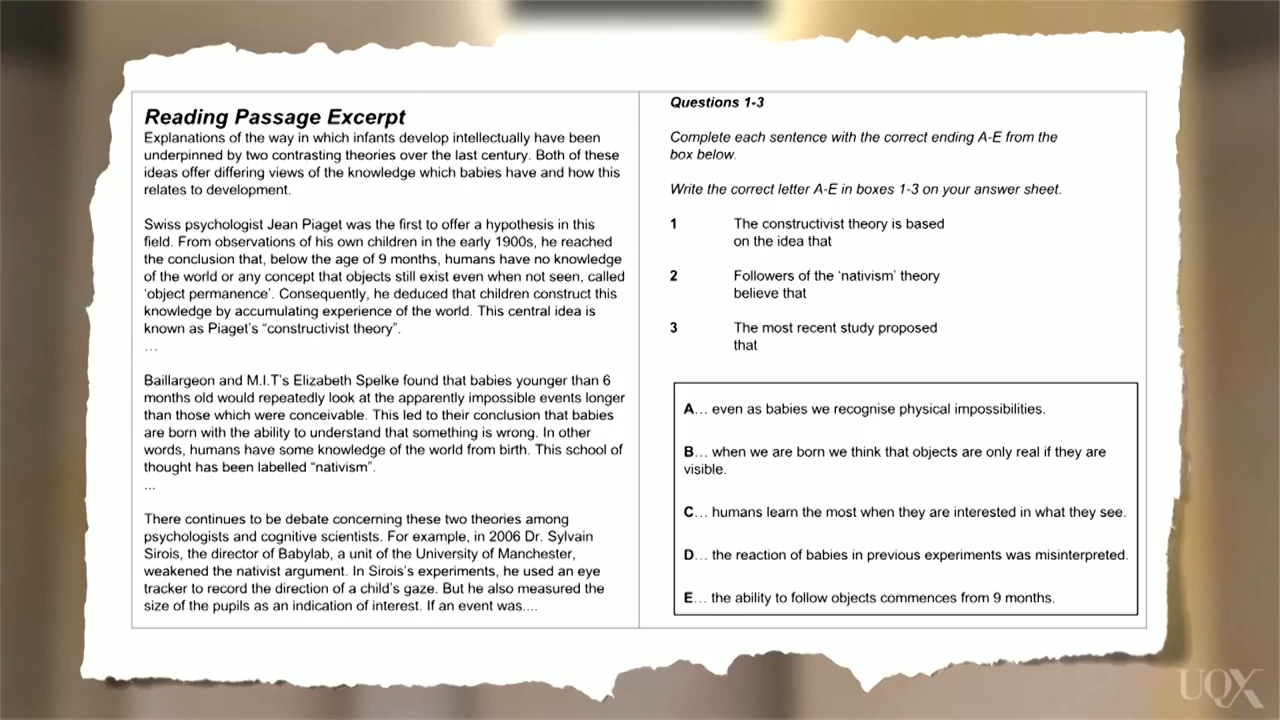 Reading Passage Excerpt
Explanations of the way in which infants develop intellectually have been
underpinned by two contrasting theories over the last century. Both of these
ideas offer differing views of the knowledge which babies have and how this
relates to development.
Swiss psychologist Jean Piaget was the first to offer a hypothesis in this
field. From observations of his own children in the early 1900s, he reached
the conclusion that, below the age of 9 months, humans have no knowledge
of the world or any concept that objects still exist even when not seen, called
‘object permanence’. Consequently, he deduced that children construct this
knowledge by accumulating experience of the world. This central idea is
known as Piaget’s “constructivist theory”.
...
Baillargeon and M.I.T’s Elizabeth Spelke found that babies younger than 6
months old would repeatedly look at the apparently impossible events longer
than those which were conceivable. This led to their conclusion that babies
are born with the ability to understand that something is wrong. In other
words, humans have some knowledge of the world from birth. This school of
thought has been labelled “nativism”.
...
There continues to be debate concerning these two theories among
psychologists and cognitive scientists. For example, in 2006 Dr. Sylvain
Sirois, the director of Babylab, a unit of the University of Manchester,
weakened the nativist argument. In Sirois’s experiments, he used an eye
tracker to record the direction of a child’s gaze. But he also measured the
size of the pupils as an indication of interest. If an event was....
Questions 1-3
Complete each sentence with the correct ending A-E from the
box below.
Write the correct letter A-E in boxes 1-3 on your answer sheet.
1 The constructivist theory is based
on the idea that
2 Followers of the ‘nativism’ theory
believe that
3 The most recent study proposed
that
A... even as babies we recognise physical impossibilities.
B... when we are born we think that objects are only real if they are
visible.
C... humans learn the most when they are interested in what they see.
D... the reaction of babies in previous experiments was misinterpreted.
E... the ability to follow objects commences from 9 months.
UQX